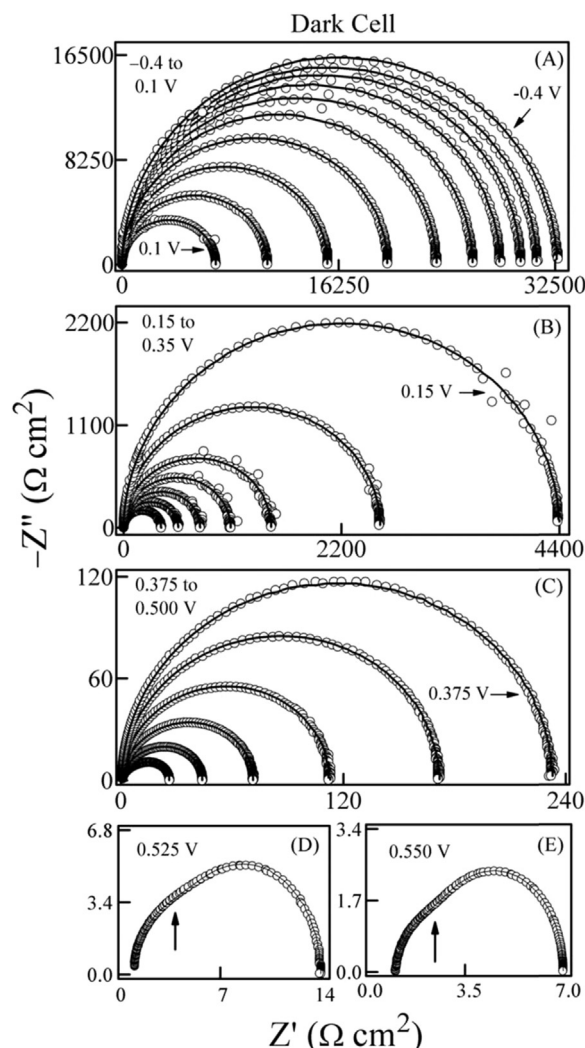 Dark Cell
16500
8250
0
–0.4 to
0.1 V
(A)
-0.4 V
0.1 V
0 16250 32500
2200
1100
0
0.15 to
0.35 V
(B)
0.15 V
0 2200 4400
–Z" (Ω cm²)
120
60
0
0.375 to
0.500 V
(C)
0.375 V
0 120 240
6.8
3.4
0.0
0.525 V (D)
0 7 14
3.4
1.7
0.0
0.550 V (E)
0.0 3.5 7.0
Z' (Ω cm²)